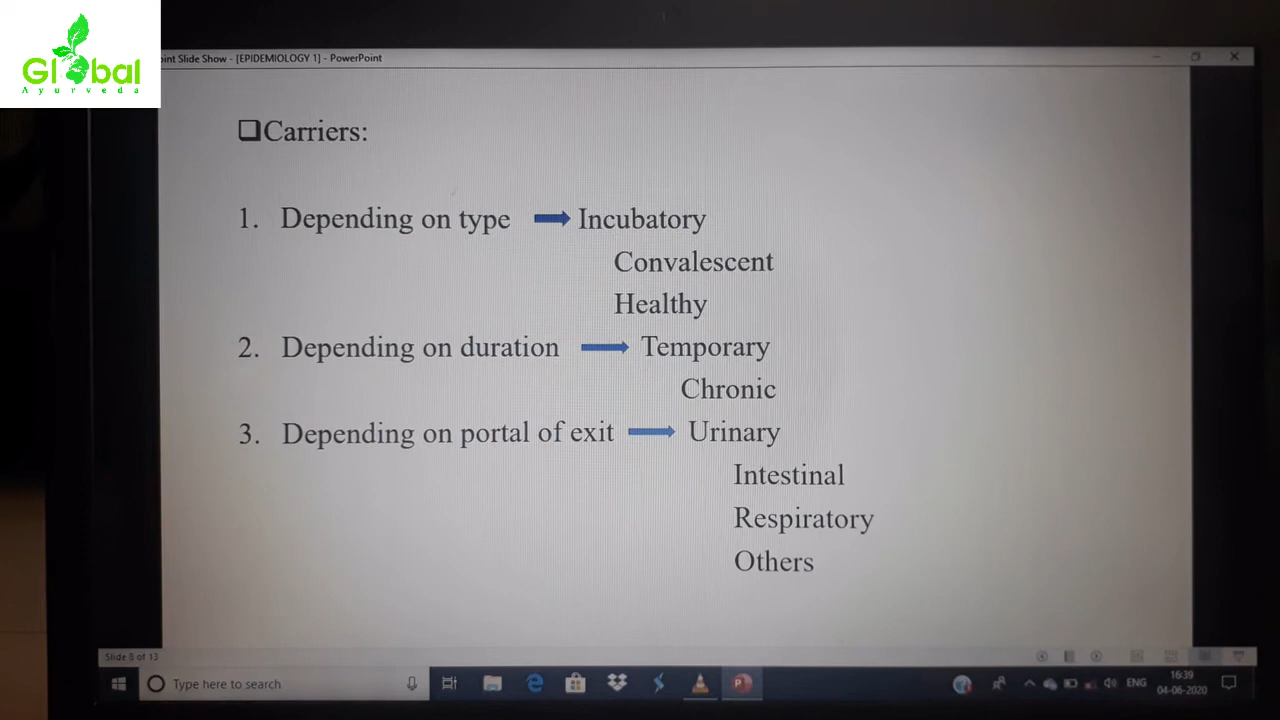 Global
Ayurveda
int Slide Show - [EPIDEMIOLOGY 1] - PowerPoint
Carriers:
1. Depending on type Incubatory
Convalescent
Healthy
2. Depending on duration Temporary
Chronic
3. Depending on portal of exit Urinary
Intestinal
Respiratory
Others
Slide 8 of 13
Type here to search
ENG
16:39
04-06-2020